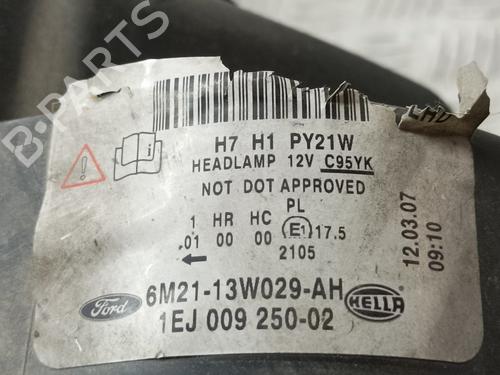 B-PARTS
LHD
H7 H1 PY21W
HEADLAMP 12V C95YK
NOT DOT APPROVED
PL
1 HR HC E1 17.5
.01 00 00 2105
12.03.07
09:10
Ford 6M21-13W029-AH HELLA
1EJ 009 250-02